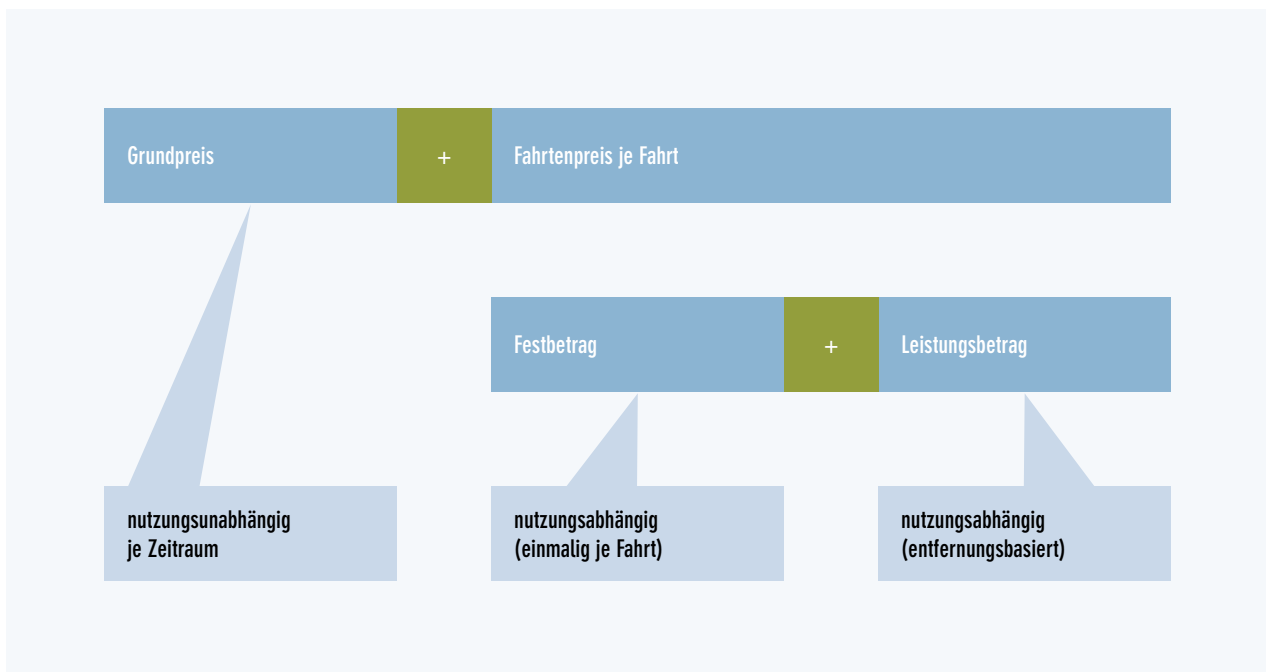 Grundpreis + Fahrtenpreis je Fahrt
Festbetrag + Leistungsbetrag
nutzungsunabhängig
je Zeitraum
nutzungsabhängig
(einmalig je Fahrt)
nutzungsabhängig
(entfernungsbasiert)